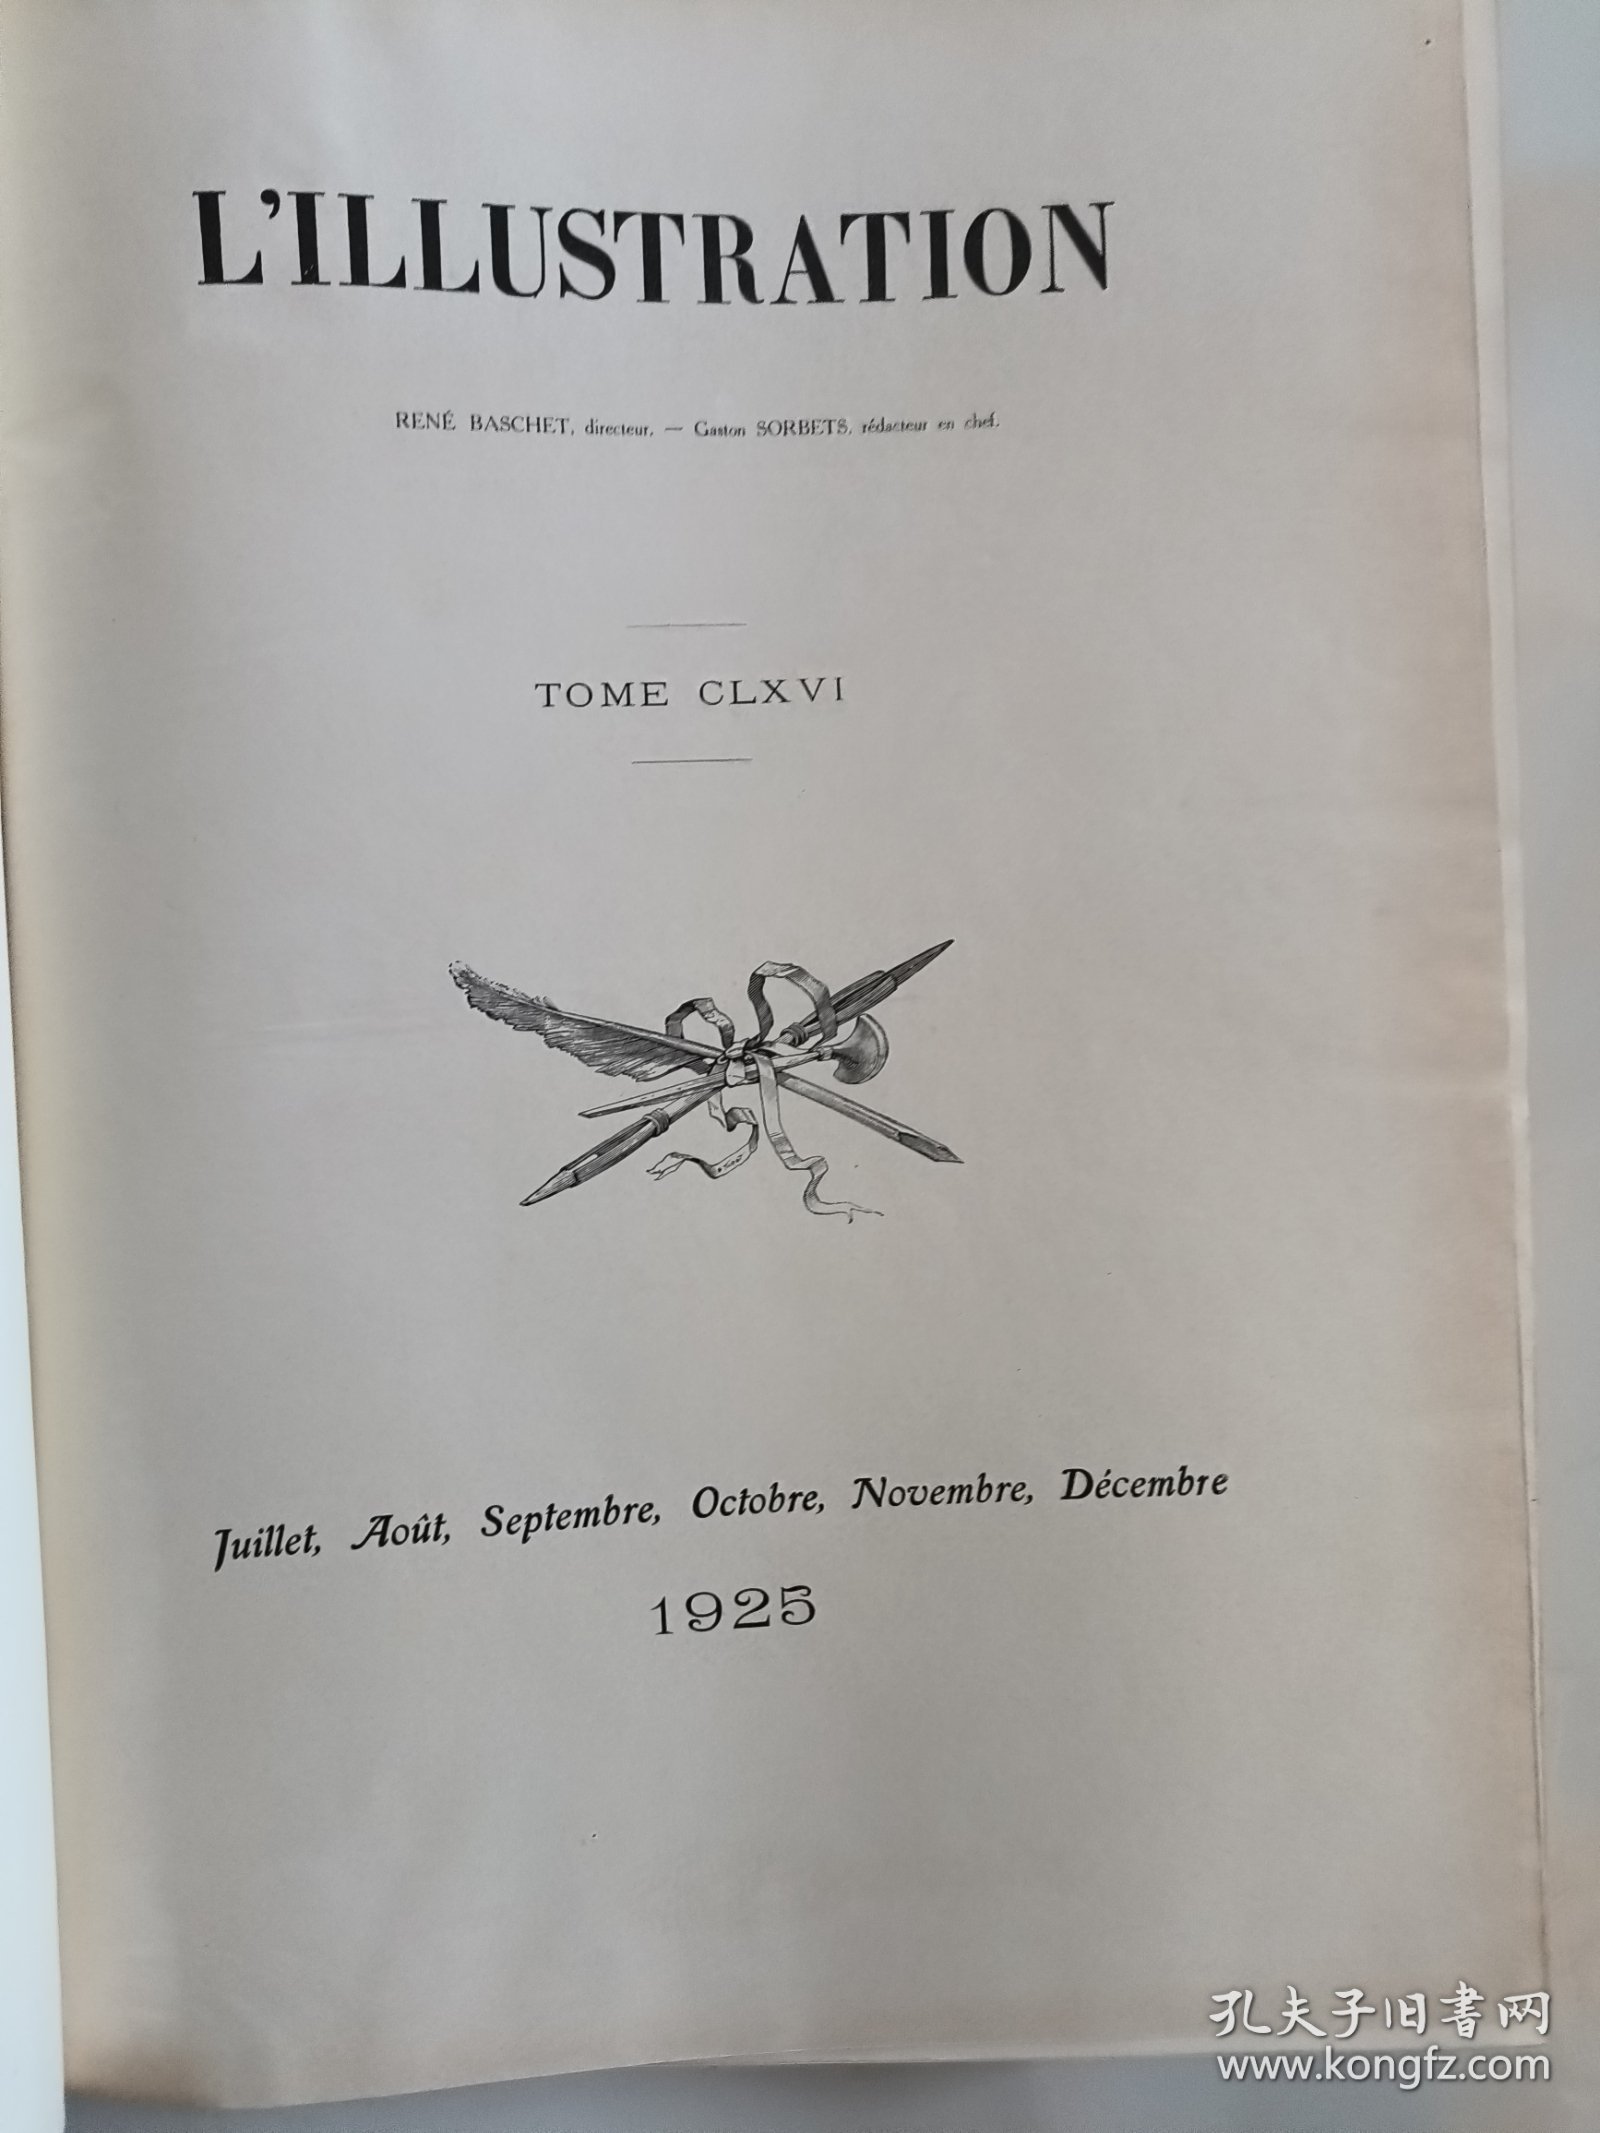 L'ILLUSTRATION
RENÉ BASCHET, directeur. — Gaston SORBETS, rédacteur en chef.
TOME CLXVI
Juillet, Août, Septembre, Octobre, Novembre, Décembre
1925
孔夫子旧书网
www.kongfz.com